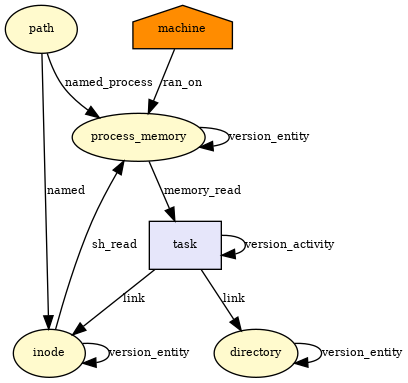 path
machine
named_process
ran_on
process_memory
version_entity
named
memory_read
sh_read
task
version_activity
link
link
inode
version_entity
directory
version_entity